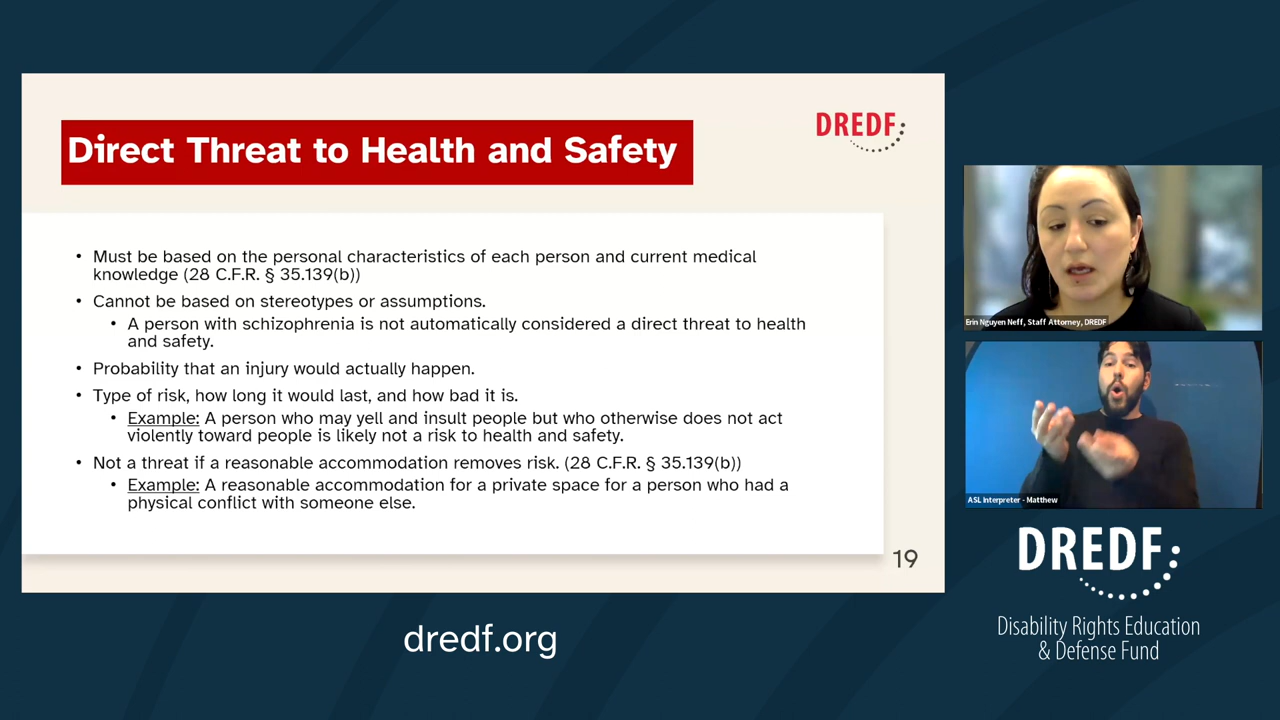 Direct Threat to Health and Safety
DREDF
• Must be based on the personal characteristics of each person and current medical
knowledge (28 C.F.R. § 35.139(b))
• Cannot be based on stereotypes or assumptions.
• A person with schizophrenia is not automatically considered a direct threat to health
and safety.
• Probability that an injury would actually happen.
• Type of risk, how long it would last, and how bad it is.
• Example: A person who may yell and insult people but who otherwise does not act
violently toward people is likely not a risk to health and safety.
• Not a threat if a reasonable accommodation removes risk. (28 C.F.R. § 35.139(b))
• Example: A reasonable accommodation for a private space for a person who had a
physical conflict with someone else.
19
dredf.org
Erin Nguyen Neff, Staff Attorney, DREDF
ASL Interpreter - Matthew
DREDF
Disability Rights Education
& Defense Fund